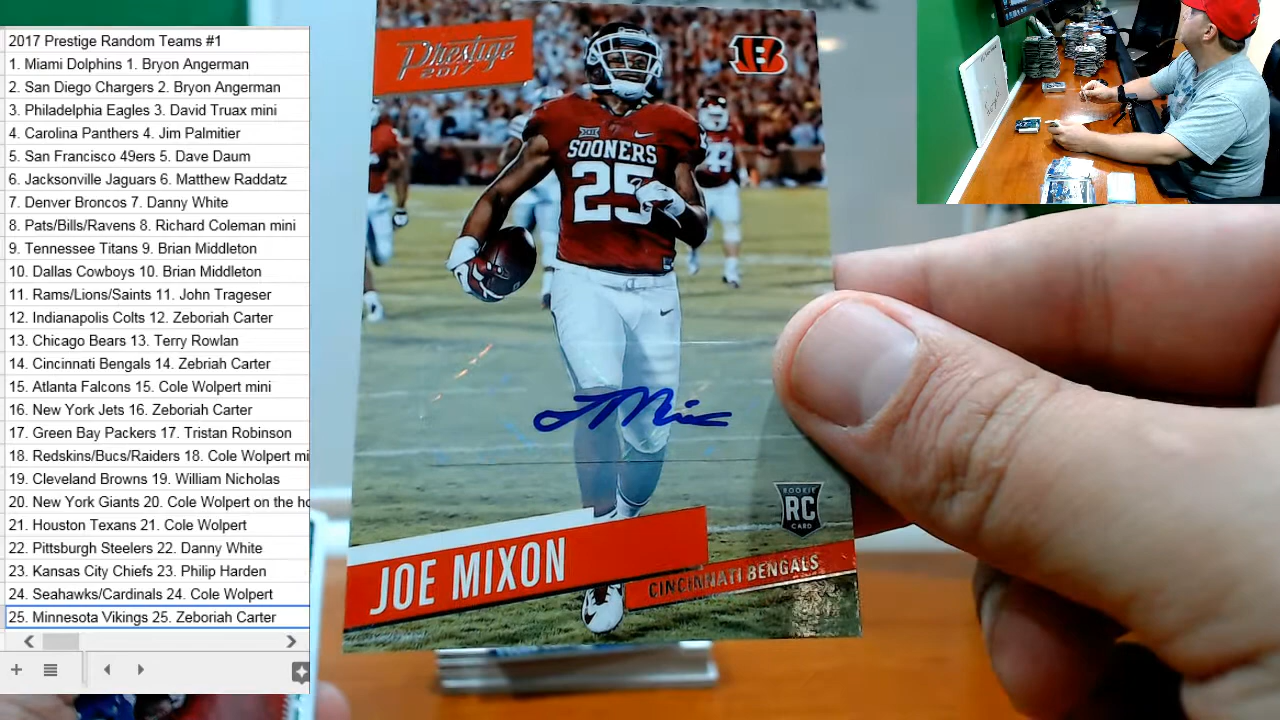 2017 Prestige Random Teams #1
1. Miami Dolphins 1. Bryon Angerman
2. San Diego Chargers 2. Bryon Angerman
3. Philadelphia Eagles 3. David Truax mini
4. Carolina Panthers 4. Jim Palmitier
5. San Francisco 49ers 5. Dave Daum
6. Jacksonville Jaguars 6. Matthew Raddatz
7. Denver Broncos 7. Danny White
8. Pats/Bills/Ravens 8. Richard Coleman mini
9. Tennessee Titans 9. Brian Middleton
10. Dallas Cowboys 10. Brian Middleton
11. Rams/Lions/Saints 11. John Trageser
12. Indianapolis Colts 12. Zeboriah Carter
13. Chicago Bears 13. Terry Rowlan
14. Cincinnati Bengals 14. Zebriah Carter
15. Atlanta Falcons 15. Cole Wolpert mini
16. New York Jets 16. Zeboriah Carter
17. Green Bay Packers 17. Tristan Robinson
18. Redskins/Bucs/Raiders 18. Cole Wolpert mi
19. Cleveland Browns 19. William Nicholas
20. New York Giants 20. Cole Wolpert on the ho
21. Houston Texans 21. Cole Wolpert
22. Pittsburgh Steelers 22. Danny White
23. Kansas City Chiefs 23. Philip Harden
24. Seahawks/Cardinals 24. Cole Wolpert
25. Minnesota Vikings 25. Zeboriah Carter
Prestige
2017
B
XII
SOONERS
25
ROOKIE
RC
CARD
JOE MIXON
CINCINNATI BENGALS